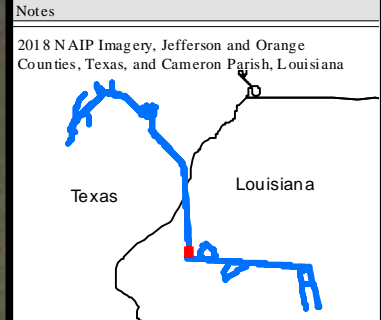 Notes
2018 NAIP Imagery, Jefferson and Orange
Counties, Texas, and Cameron Parish, Louisiana
Louisiana
Texas